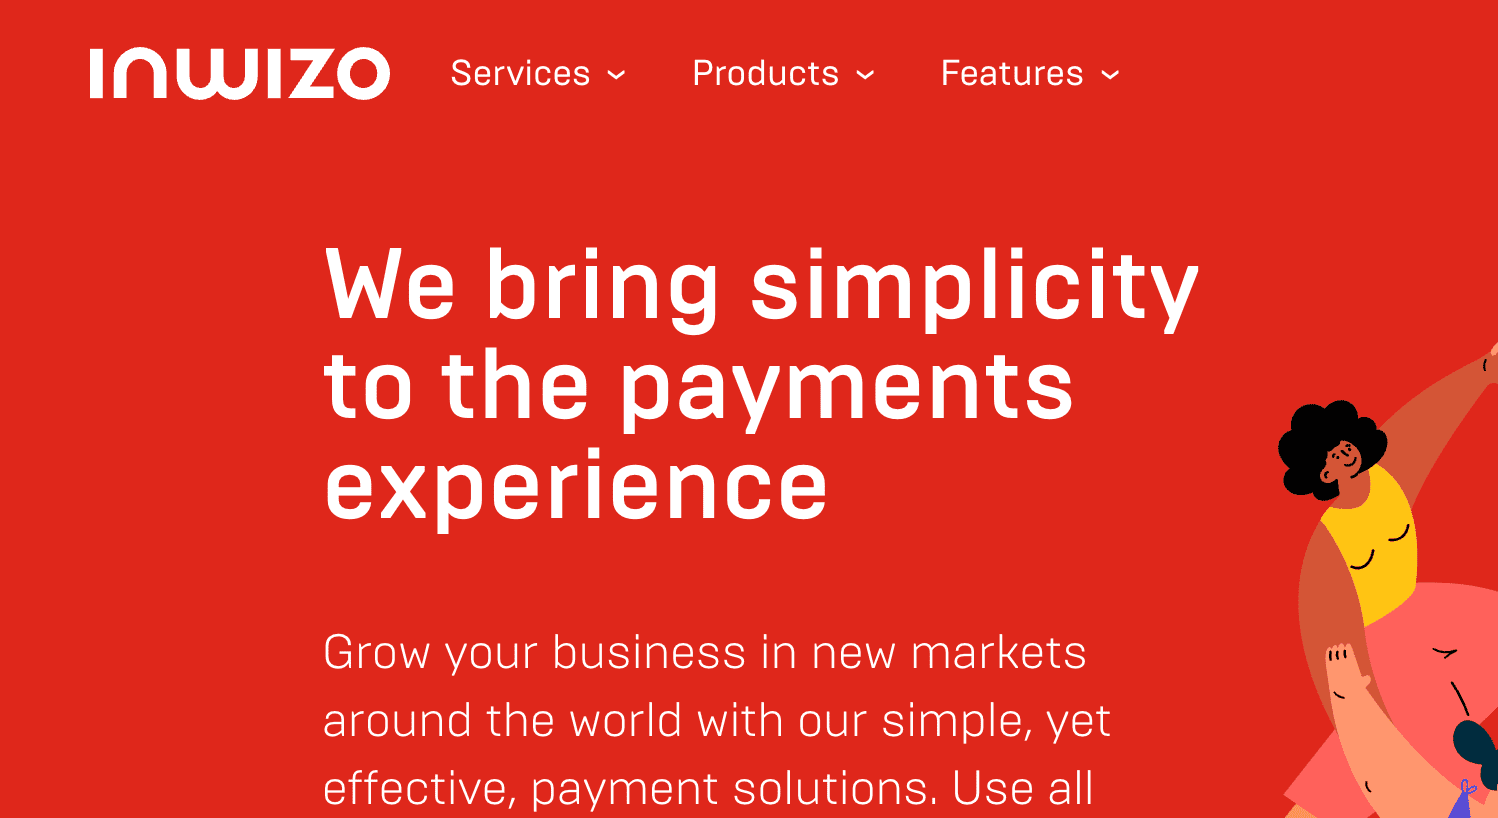 INWIZO Services Products Features
We bring simplicity
to the payments
experience
Grow your business in new markets
around the world with our simple, yet
effective, payment solutions. Use all